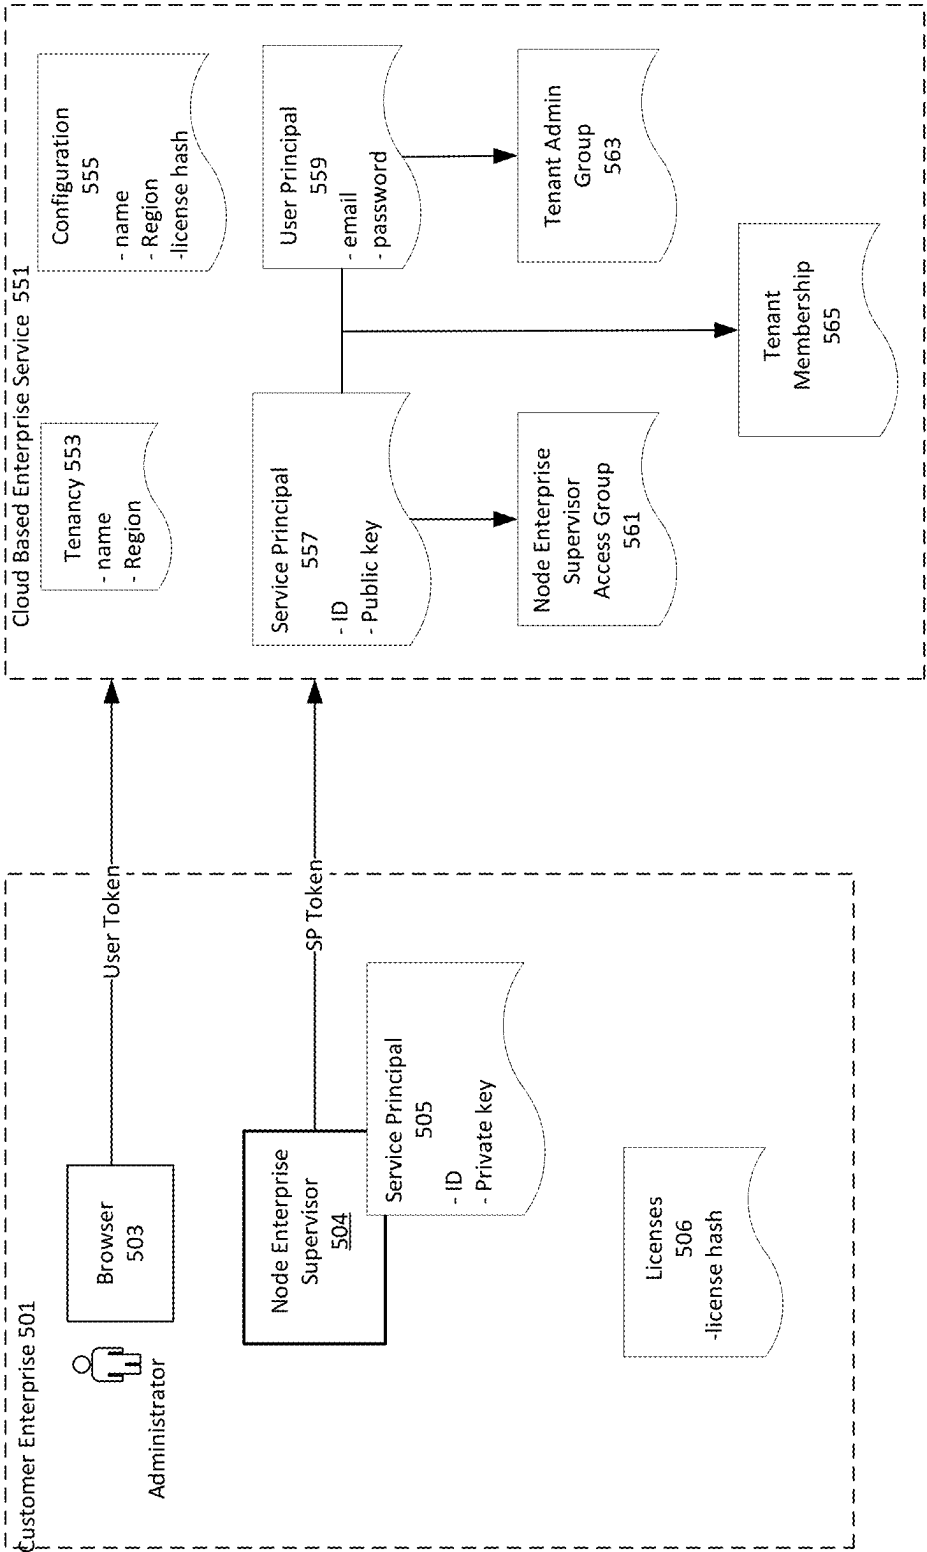 Customer Enterprise 501
Administrator
Browser
503
User Token
Node Enterprise
Supervisor
504
SP Token
Service Principal
505
- ID
- Private key
Licenses
506
-license hash
Cloud Based Enterprise Service 551
Tenancy 553
- name
- Region
Configuration
555
- name
- Region
-license hash
Service Principal
557
- ID
- Public key
User Principal
559
- email
- password
Node Enterprise
Supervisor
Access Group
561
Tenant Admin
Group
563
Tenant
Membership
565